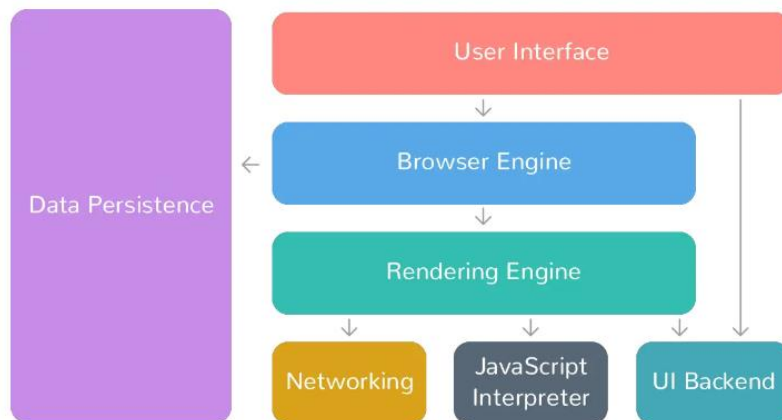 User Interface
Browser Engine
Data Persistence
Rendering Engine
Networking
JavaScript
Interpreter
UI Backend